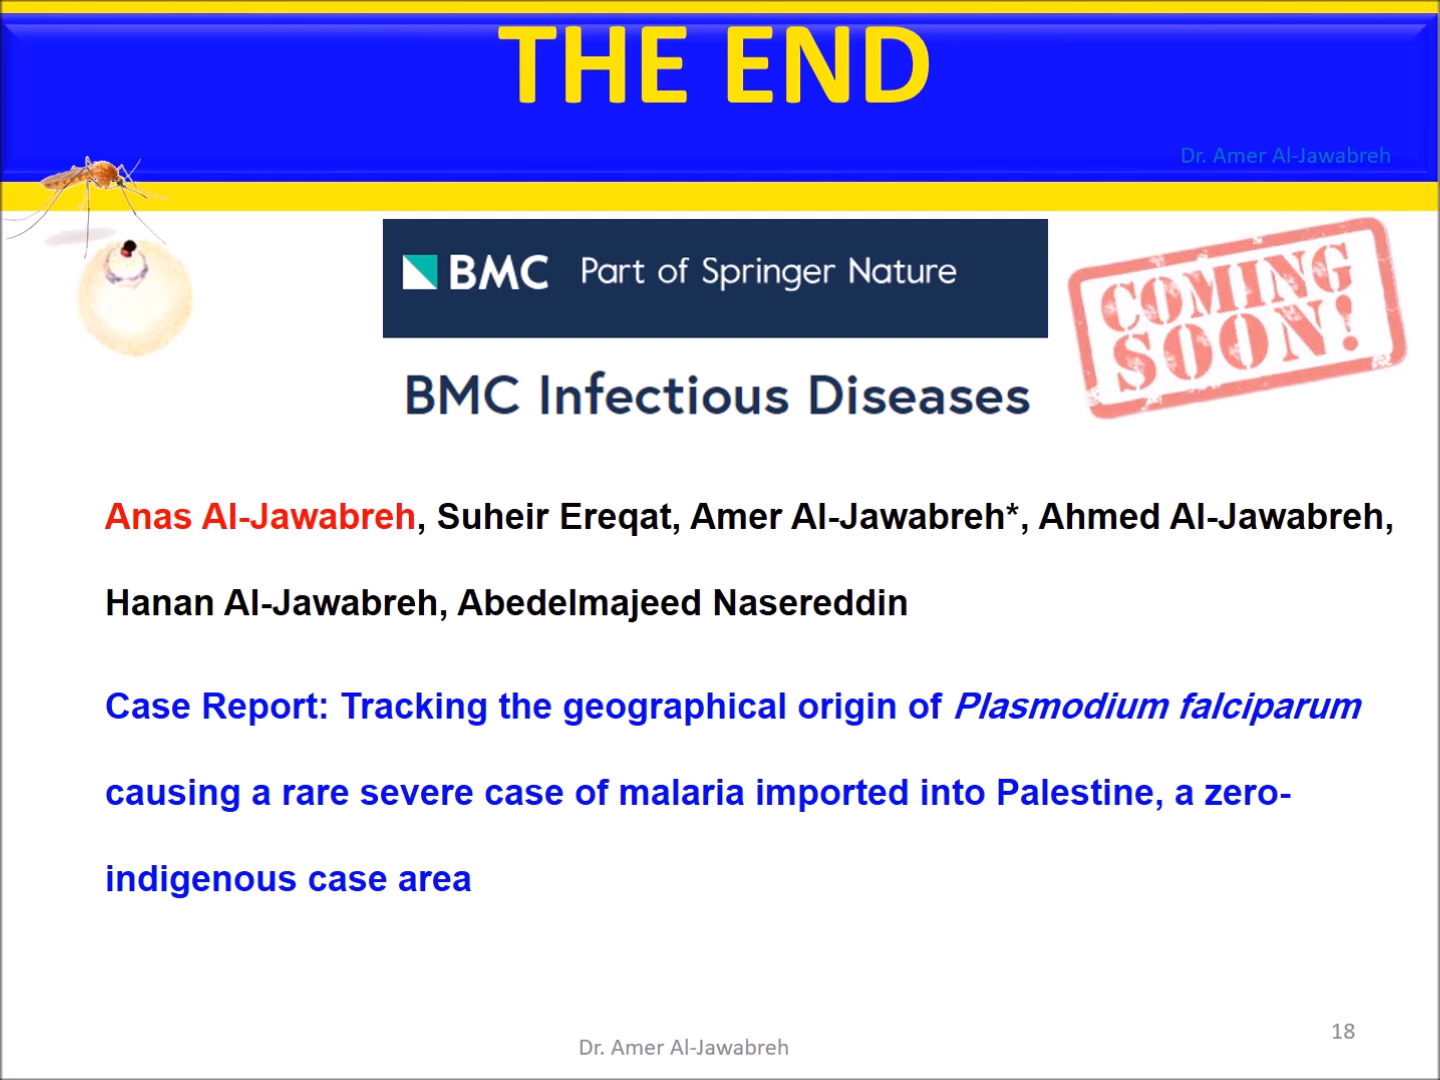 THE END
Dr. Amer Al-Jawabreh
BMC Part of Springer Nature
COMING
SOON!
BMC Infectious Diseases
Anas Al-Jawabreh, Suheir Ereqat, Amer Al-Jawabreh*, Ahmed Al-Jawabreh,
Hanan Al-Jawabreh, Abedelmajeed Nasereddin
Case Report: Tracking the geographical origin of Plasmodium falciparum
causing a rare severe case of malaria imported into Palestine, a zero-
indigenous case area
18
Dr. Amer Al-Jawabreh